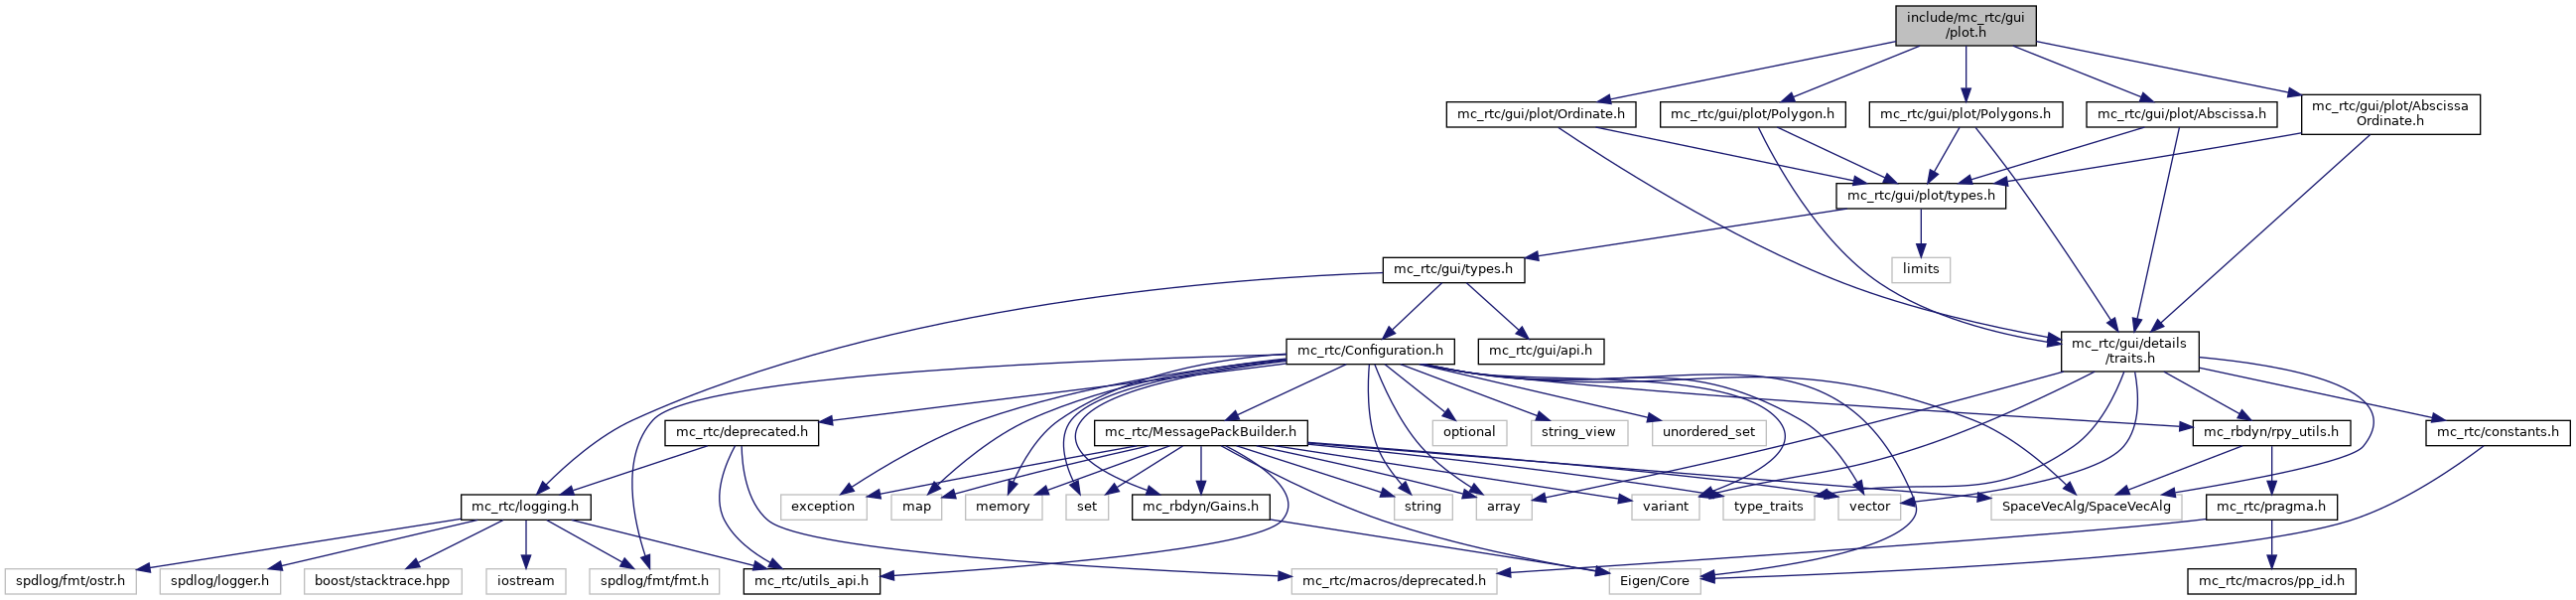 include/mc_rtc/gui
/plot.h
mc_rtc/gui/plot/Ordinate.h
mc_rtc/gui/plot/Polygon.h
mc_rtc/gui/plot/Polygons.h
mc_rtc/gui/plot/Abscissa.h
mc_rtc/gui/plot/Abscissa
Ordinate.h
mc_rtc/gui/plot/types.h
mc_rtc/gui/types.h
limits
mc_rtc/Configuration.h
mc_rtc/gui/api.h
mc_rtc/gui/details
/traits.h
mc_rtc/deprecated.h
mc_rtc/MessagePackBuilder.h
optional
string_view
unordered_set
mc_rbdyn/rpy_utils.h
mc_rtc/constants.h
mc_rtc/logging.h
exception
map
memory
set
mc_rbdyn/Gains.h
string
array
variant
type_traits
vector
SpaceVecAlg/SpaceVecAlg
mc_rtc/pragma.h
spdlog/fmt/ostr.h
spdlog/logger.h
boost/stacktrace.hpp
iostream
spdlog/fmt/fmt.h
mc_rtc/utils_api.h
mc_rtc/macros/deprecated.h
Eigen/Core
mc_rtc/macros/pp_id.h